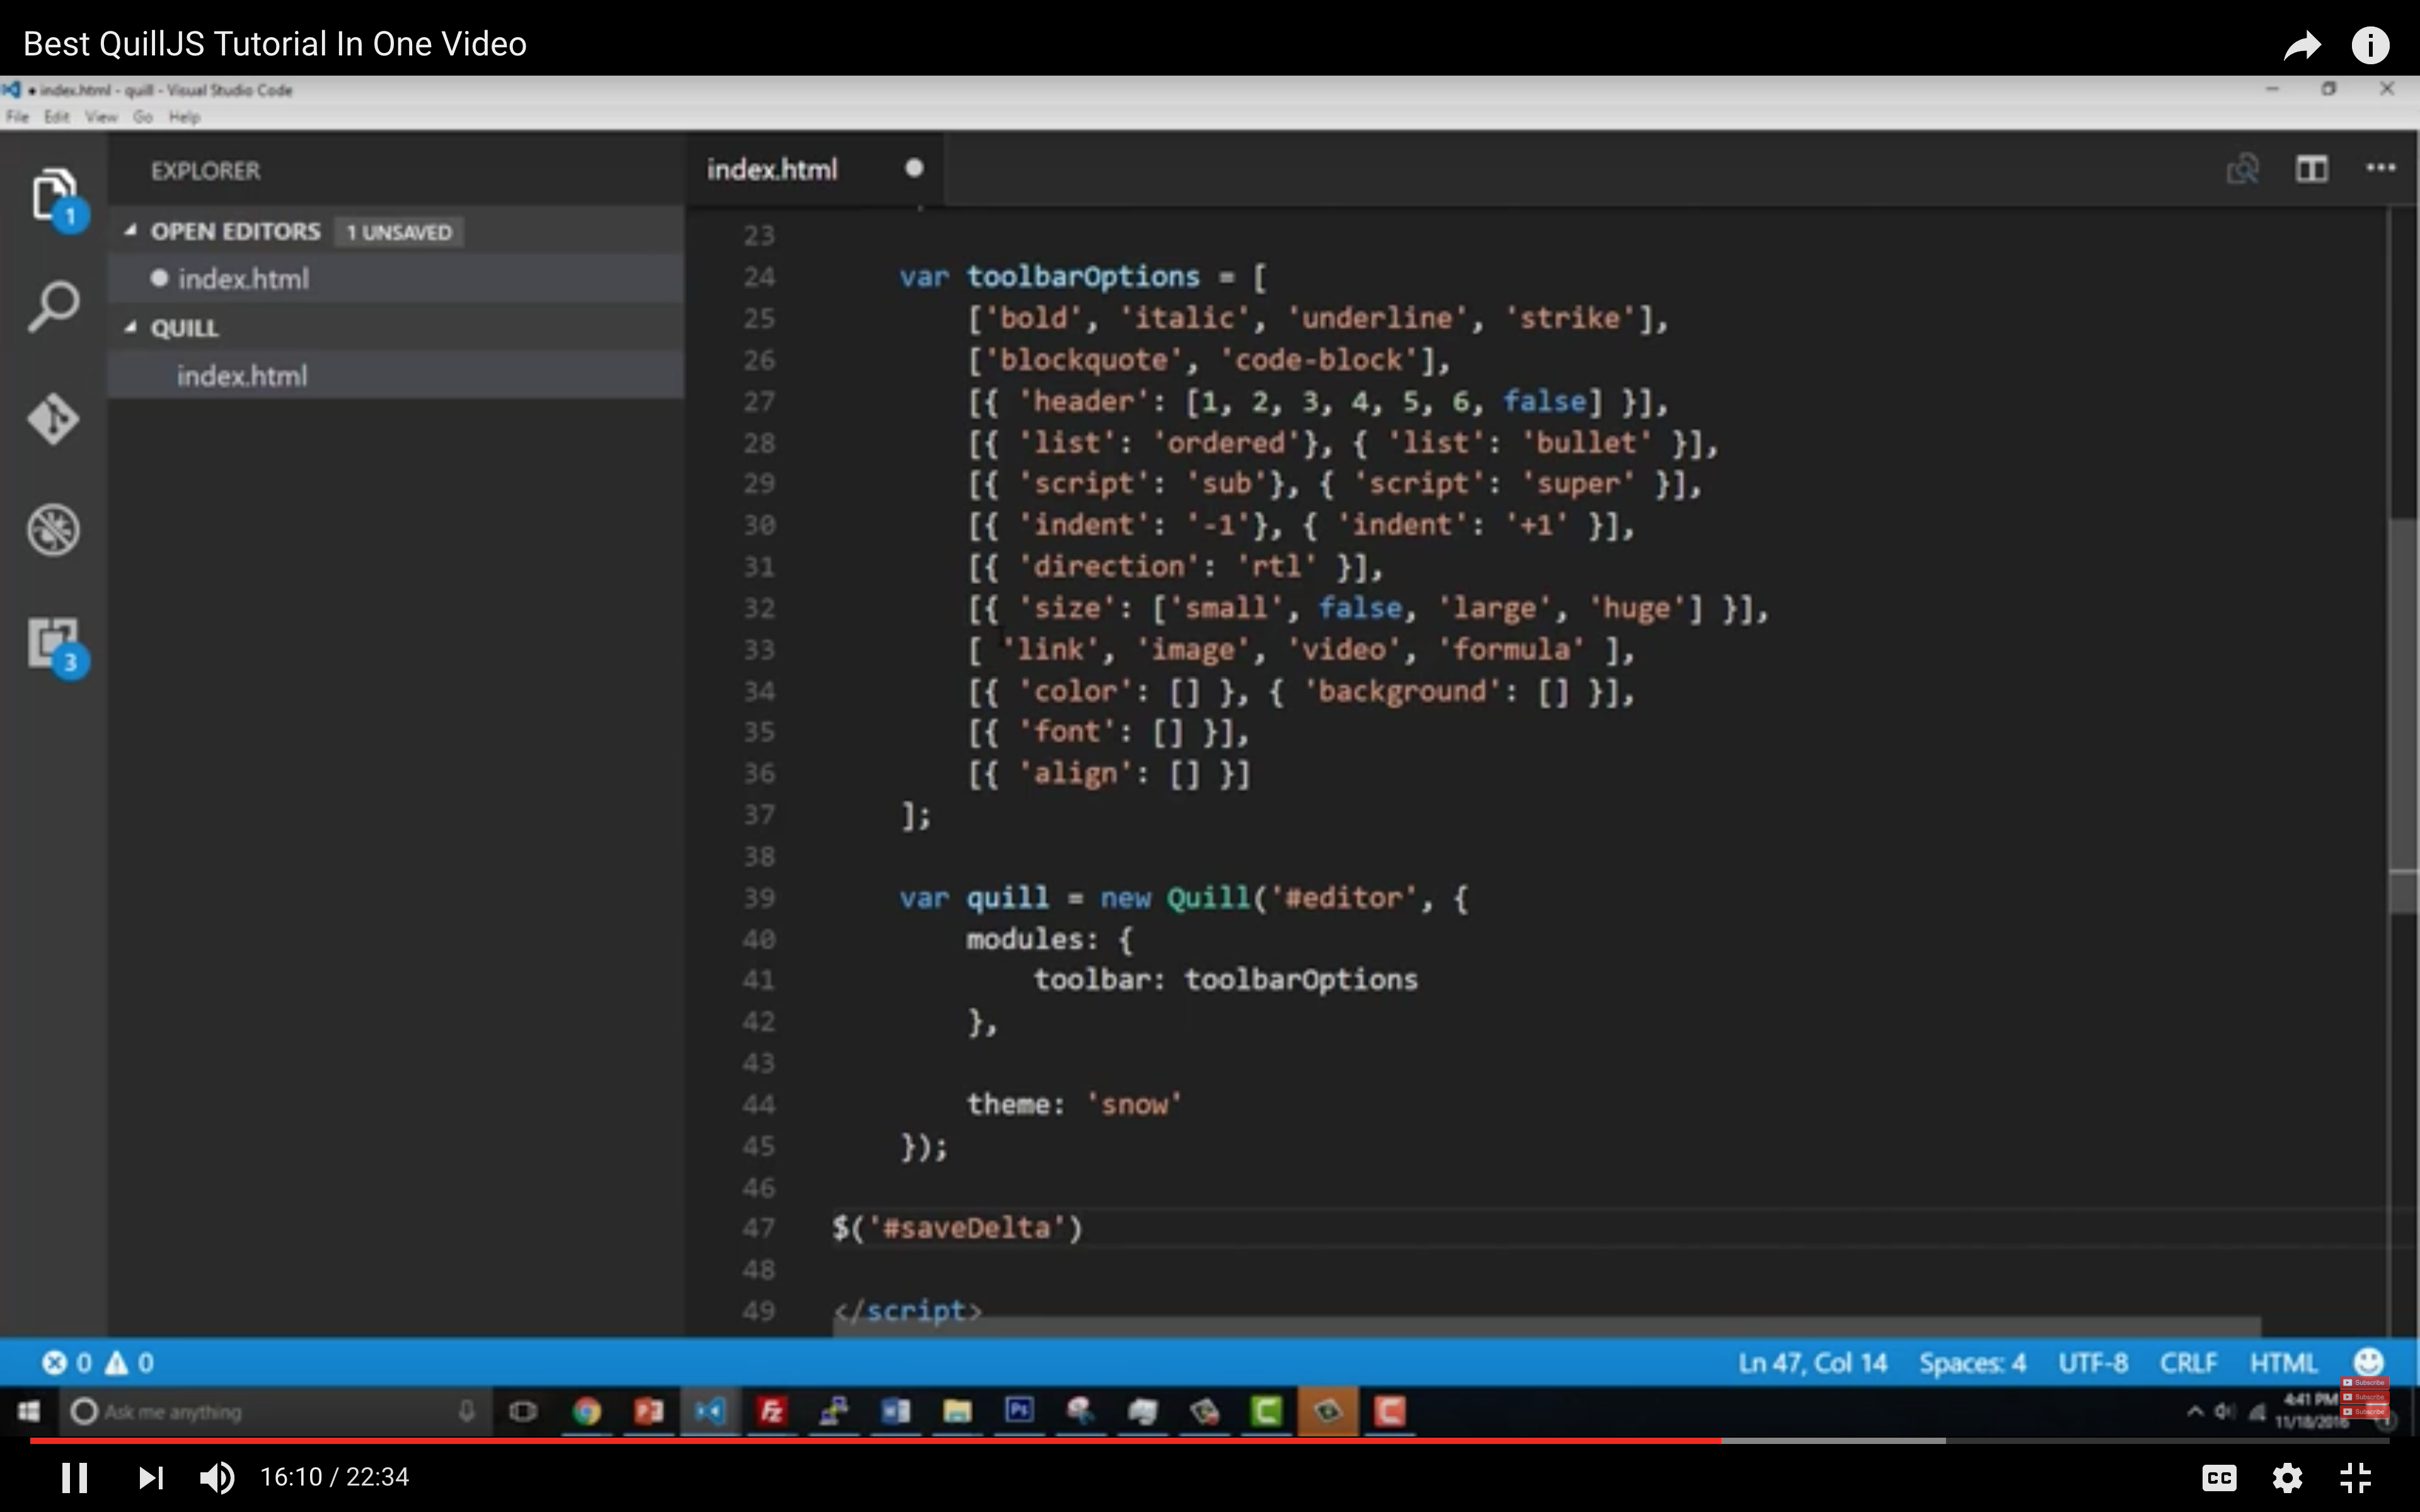 Best QuillJS Tutorial In One Video
index.html - quill - Visual Studio Code
File Edit View Go Help
EXPLORER
index.html
OPEN EDITORS 1 UNSAVED
index.html
QUILL
index.html
1
3
23
24 var toolbarOptions = [
25 ['bold', 'italic', 'underline', 'strike'],
26 ['blockquote', 'code-block'],
27 [{ 'header': [1, 2, 3, 4, 5, 6, false] }],
28 [{ 'list': 'ordered'}, { 'list': 'bullet' }],
29 [{ 'script': 'sub'}, { 'script': 'super' }],
30 [{ 'indent': '-1'}, { 'indent': '+1' }],
31 [{ 'direction': 'rtl' }],
32 [{ 'size': ['small', false, 'large', 'huge'] }],
33 [ 'link', 'image', 'video', 'formula' ],
34 [{ 'color': [] }, { 'background': [] }],
35 [{ 'font': [] }],
36 [{ 'align': [] }]
37 ];
38
39 var quill = new Quill('#editor', {
40 modules: {
41 toolbar: toolbarOptions
42 },
43
44 theme: 'snow'
45 });
46
47 $('#saveDelta')
48
49 </script>
0 0
Ln 47, Col 14 Spaces: 4 UTF-8 CRLF HTML
Subscribe
Subscribe
Subscribe
Ask me anything
Ps
4:41 PM
11/18/2016
16:10 / 22:34
CC